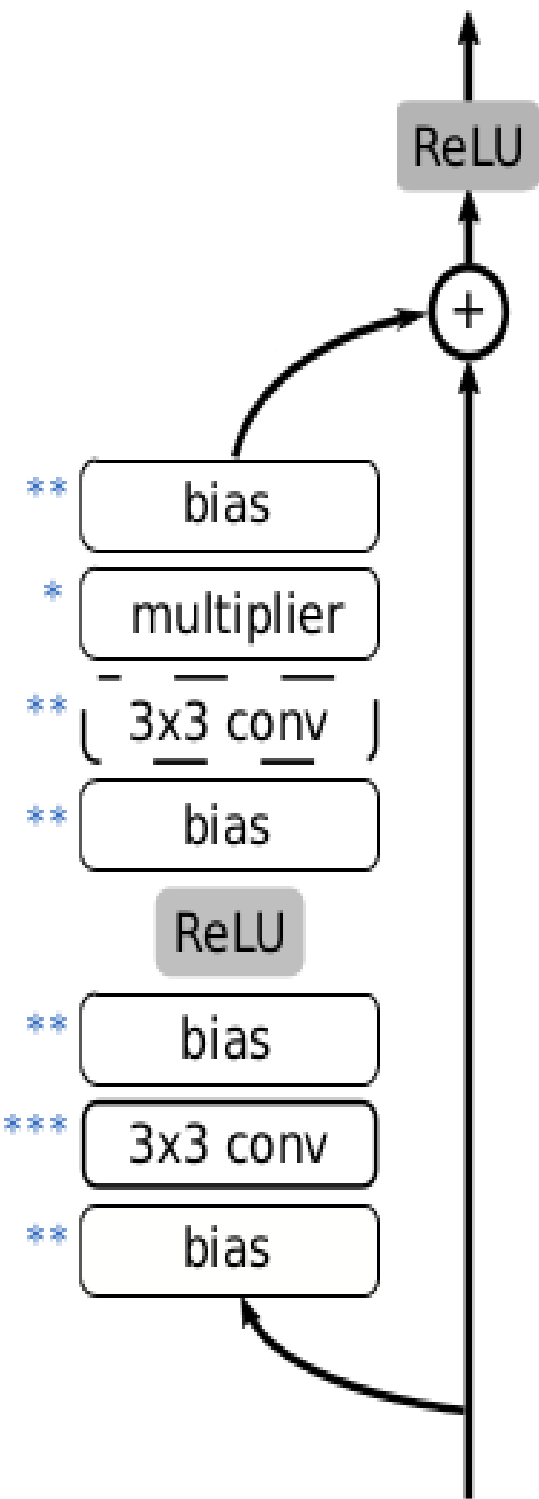 ReLU
+
** bias
* multiplier
** 3x3 conv
** bias
ReLU
** bias
*** 3x3 conv
** bias